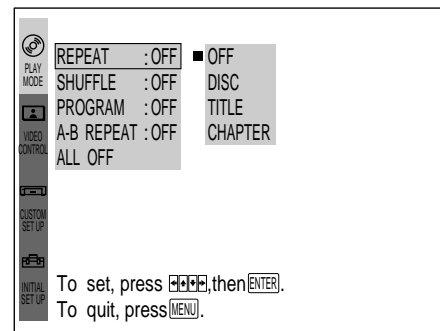 PLAY
MODE
VIDEO
CONTROL
CUSTOM
SET UP
INITIAL
SET UP
REPEAT :OFF
SHUFFLE :OFF
PROGRAM :OFF
A-B REPEAT :OFF
ALL OFF
OFF
DISC
TITLE
CHAPTER
To set, press ←↑↓→,then ENTER.
To quit, press MENU.